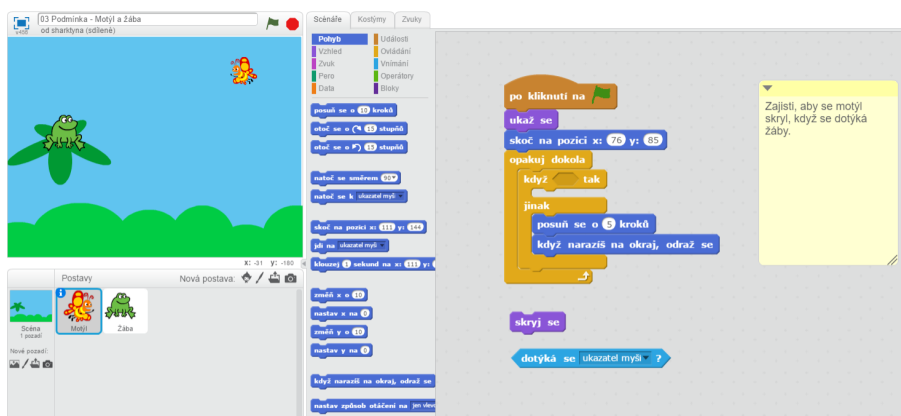 03 Podmínka - Motýl a žába
od sharktyna (sdílené)
v456
X: -31 y: -180
Postavy
Nová postava:
Scéna
1 pozadí
Nové pozadí:
Motýl
Žába
Scénáře
Kostýmy
Zvuky
Pohyb
Události
Vzhled
Ovládání
Zvuk
Vnímání
Pero
Operátory
Data
Bloky
posuň se o 10 kroků
otoč se o 15 stupňů
otoč se o 15 stupňů
natoč se směrem 90
natoč se k ukazatel myši
skoč na pozici x: 111 y: 144
jdi na ukazatel myši
klouzej 1 sekund na x: 111 y:
změň x o 10
nastav x na 0
změň y o 10
nastav y na 0
když narazíš na okraj, odraž se
nastav způsob otáčení na jen vlevo
po kliknutí na
ukaž se
skoč na pozici x: 76 y: 85
opakuj dokola
když tak
jinak
posuň se o 5 kroků
když narazíš na okraj, odraž se
skryj se
dotýká se ukazatel myši ?
Zajisti, aby se motýl
skryl, když se dotýká
žáby.